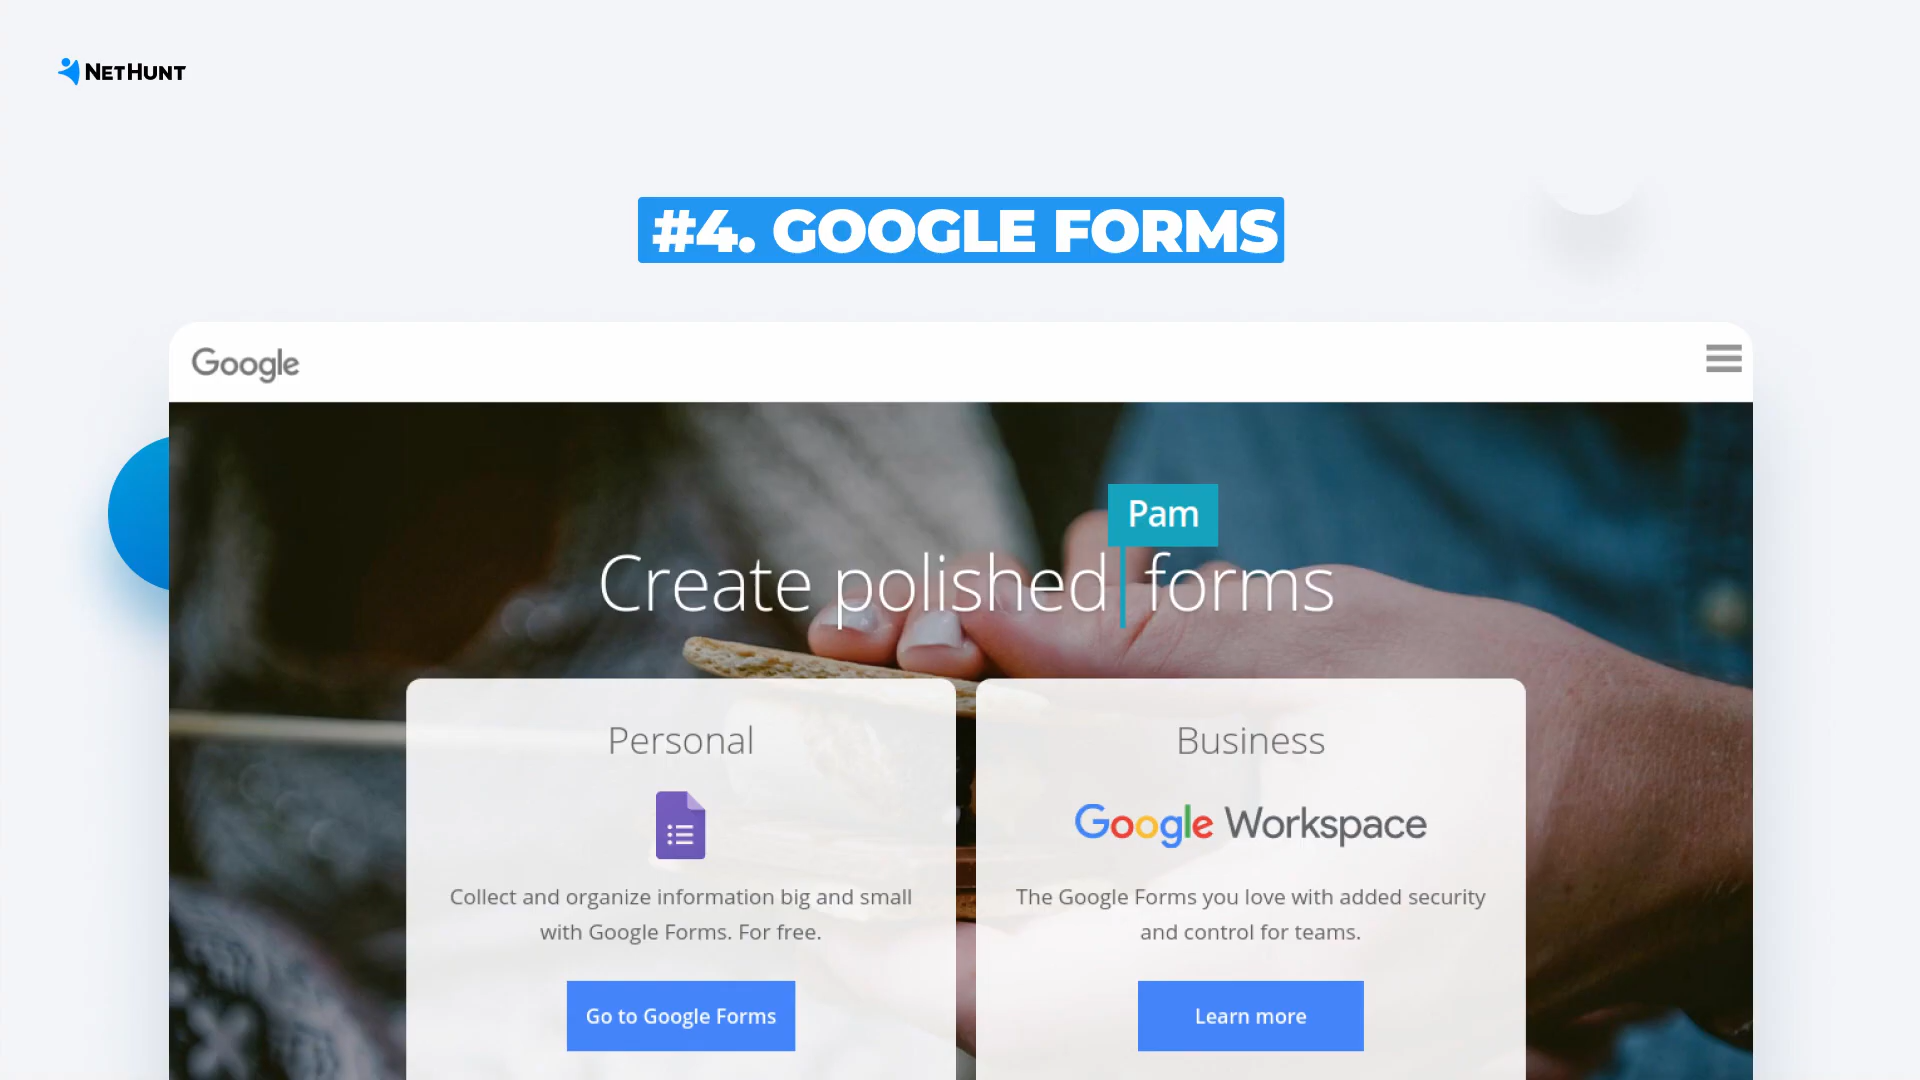 NETHUNT
#4. GOOGLE FORMS
Google
Pam
Create polished forms
Personal
Collect and organize information big and small
with Google Forms. For free.
Go to Google Forms
Business
Google Workspace
The Google Forms you love with added security
and control for teams.
Learn more